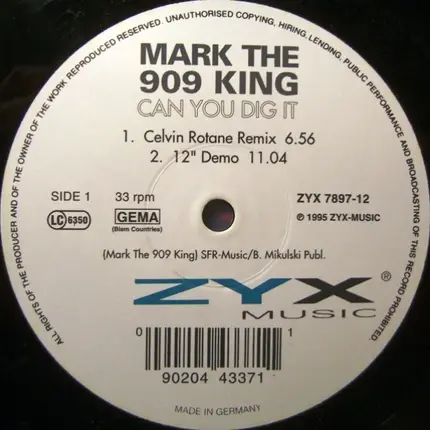 ALL RIGHTS OF THE PRODUCER AND OF THE OWNER OF THE WORK REPRODUCED RESERVED. UNAUTHORISED COPYING, HIRING, LENDING, PUBLIC PERFORMANCE AND BROADCASTING OF THIS RECORD PROHIBITED.
MARK THE
909 KING
CAN YOU DIG IT
1. Celvin Rotane Remix 6.56
2. 12" Demo 11.04
SIDE 1 33 rpm ZYX 7897-12
LC 6350 GEMA ℗ 1995 ZYX-MUSIC
(Biem Countries)
(Mark The 909 King) SFR-Music/B. Mikulski Publ.
ZYX ®
MUSIC
0 1
90204 43371
MADE IN GERMANY